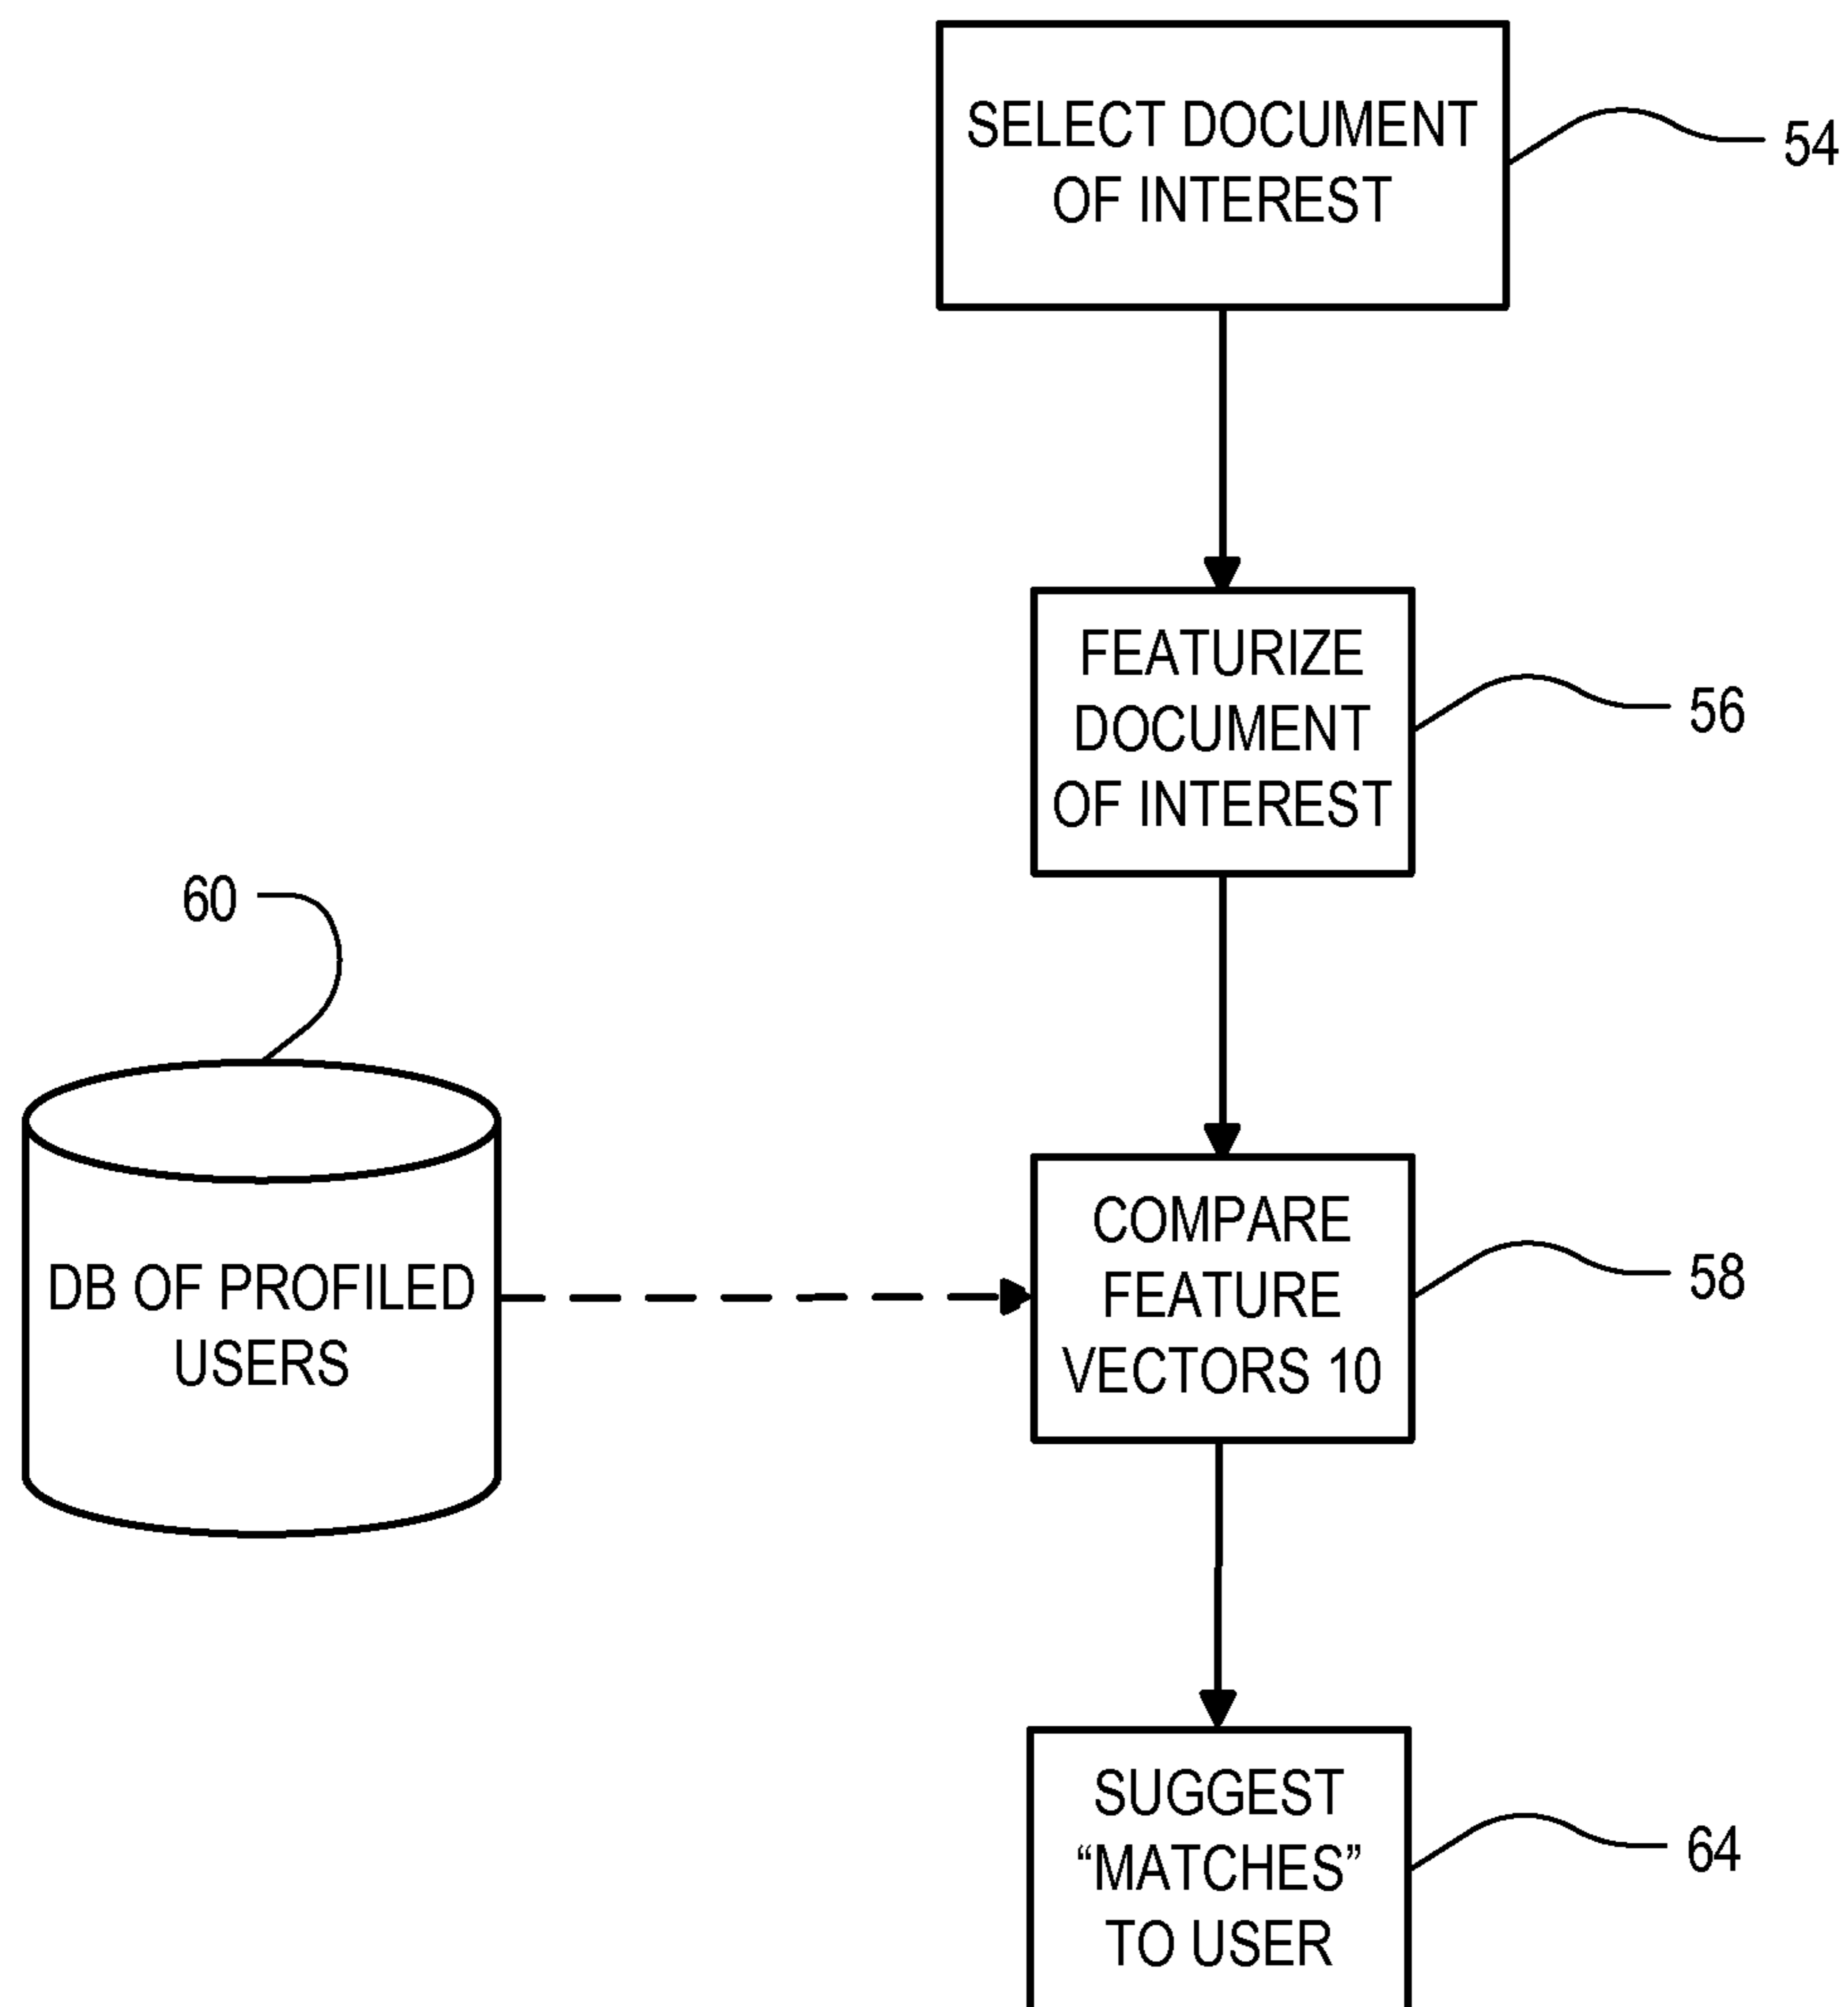 SELECT DOCUMENT
OF INTEREST
54
FEATURIZE
DOCUMENT
OF INTEREST
56
60
DB OF PROFILED
USERS
COMPARE
FEATURE
VECTORS 10
58
SUGGEST
“MATCHES”
TO USER
64